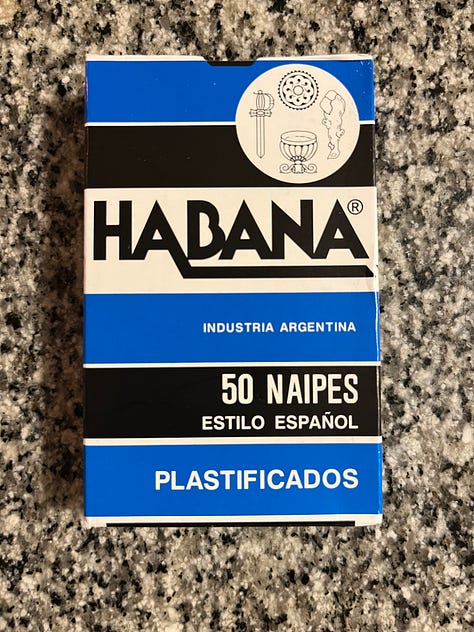 HABANA®
INDUSTRIA ARGENTINA
50 NAIPES
ESTILO ESPAÑOL
PLASTIFICADOS